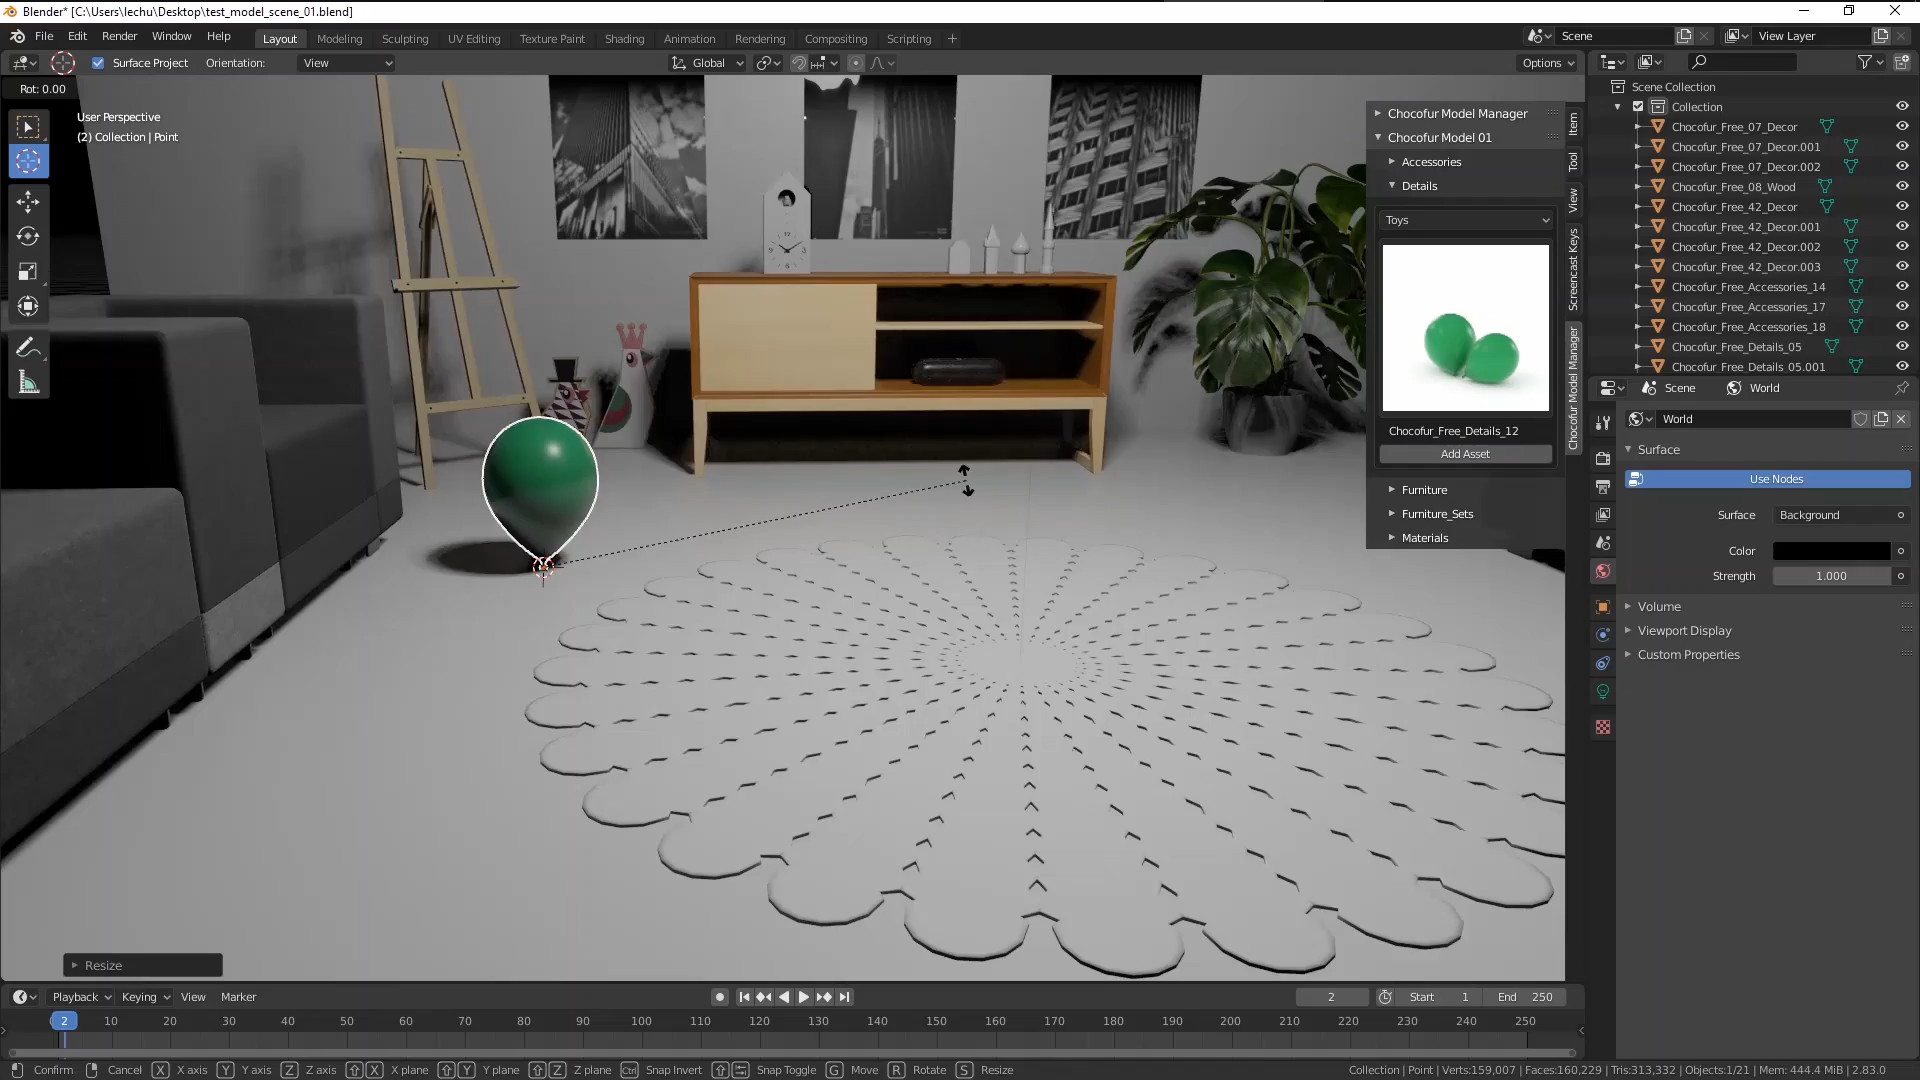 Blender* [C:\Users\lechu\Desktop\test_model_scene_01.blend]
File Edit Render Window Help
Layout Modeling Sculpting UV Editing Texture Paint Shading Animation Rendering Compositing Scripting
Scene
View Layer
Surface Project Orientation: View
Global
Options
Rot: 0.00
User Perspective
(2) Collection | Point
Chocofur Model Manager
Chocofur Model 01
Accessories
Details
Toys
Chocofur_Free_Details_12
Add Asset
Furniture
Furniture_Sets
Materials
Item
Tool
View
Screencast Keys
Chocofur Model Manager
Scene Collection
Collection
Chocofur_Free_07_Decor
Chocofur_Free_07_Decor.001
Chocofur_Free_07_Decor.002
Chocofur_Free_08_Wood
Chocofur_Free_42_Decor
Chocofur_Free_42_Decor.001
Chocofur_Free_42_Decor.002
Chocofur_Free_42_Decor.003
Chocofur_Free_Accessories_14
Chocofur_Free_Accessories_17
Chocofur_Free_Accessories_18
Chocofur_Free_Details_05
Chocofur_Free_Details_05.001
Scene World
World
Surface
Use Nodes
Surface Background
Color
Strength 1.000
Volume
Viewport Display
Custom Properties
Resize
Playback Keying View Marker
2 Start 1 End 250
2 10 20 30 40 50 60 70 80 90 100 110 120 130 140 150 160 170 180 190 200 210 220 230 240 250
Confirm Cancel X X axis Y Y axis Z Z axis X X plane Y Y plane Z Z plane Ctrl Snap Invert Snap Toggle G Move R Rotate S Resize
Collection | Point | Verts:159,007 | Faces:160,229 | Tris:313,332 | Objects:1/21 | Mem: 444.4 MiB | 2.83.0